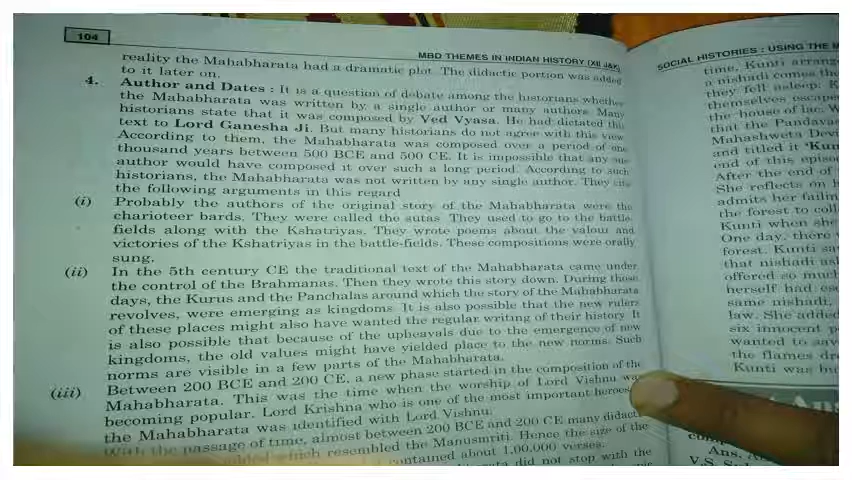 104
MBD THEMES IN INDIAN HISTORY (XII J&K)
reality the Mahabharata had a dramatic plot. The didactic portion was added
to it later on.
4. Author and Dates : It is a question of debate among the historians whether
the Mahabharata was written by a single author or many authors. Many
historians state that it was composed by Ved Vyasa. He had dictated this
text to Lord Ganesha Ji. But many historians do not agree with this view.
According to them, the Mahabharata was composed over a period of one
thousand years between 500 BCE and 500 CE. It is impossible that any one
author would have composed it over such a long period. According to such
historians, the Mahabharata was not written by any single author. They cite
the following arguments in this regard
(i) Probably the authors of the original story of the Mahabharata were the
charioteer bards. They were called the sutas. They used to go to the battle-
fields along with the Kshatriyas. They wrote poems about the valour and
victories of the Kshatriyas in the battle-fields. These compositions were orally
sung.
(ii) In the 5th century CE the traditional text of the Mahabharata came under
the control of the Brahmanas. Then they wrote this story down. During those
days, the Kurus and the Panchalas around which the story of the Mahabharata
revolves, were emerging as kingdoms. It is also possible that the new rulers
of these places might also have wanted the regular writing of their history. It
is also possible that because of the upheavals due to the emergence of new
kingdoms, the old values might have yielded place to the new norms. Such
norms are visible in a few parts of the Mahabharata.
(iii) Between 200 BCE and 200 CE, a new phase started in the composition of the
Mahabharata. This was the time when the worship of Lord Vishnu was
becoming popular. Lord Krishna who is one of the most important heroes
the Mahabharata was identified with Lord Vishnu.
With the passage of time, almost between 200 BCE and 200 CE many didactic
which resembled the Manusmriti. Hence the size of the
contained about 1,00,000 verses.
did not stop with the
SOCIAL HISTORIES : USING THE
time, Kunti
a nishadi comes
they fell asleep.
themselves
the house of lac.
that the Pandavas
Mahashweta
and titled it
end of this
After the end of
She reflects on
admits her
the forest to
Kunti when she
One day, there
forest. Kunti
that nishadi
offered so much
herself had
same nishadi,
law. She added
six innocent
wanted to
the flames
Kunti was
Ans.
V.S.